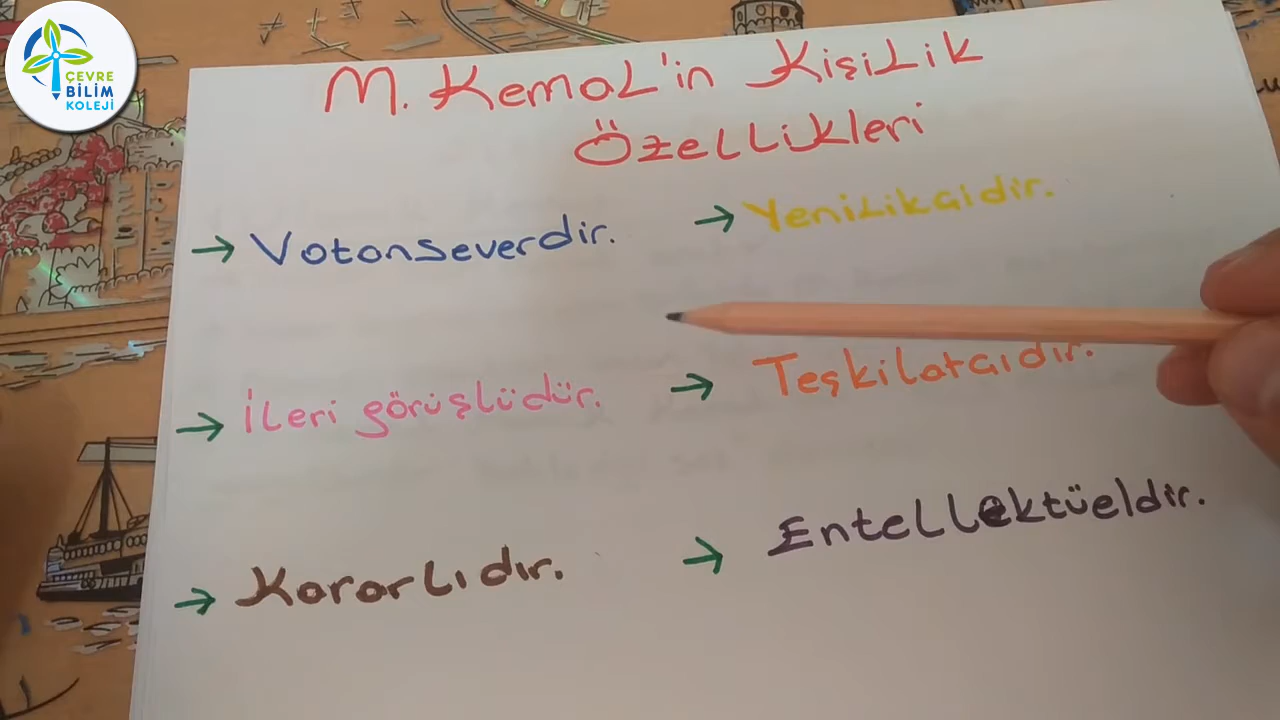 ÇEVRE
BİLİM
KOLEJİ
M. Kemal'in Kişilik
Özellikleri
→ Vatanseverdir.
→ Yenilikçidir.
→ İleri görüşlüdür.
→ Teşkilatçıdır.
→ Kararlıdır.
→ Entellektüeldir.